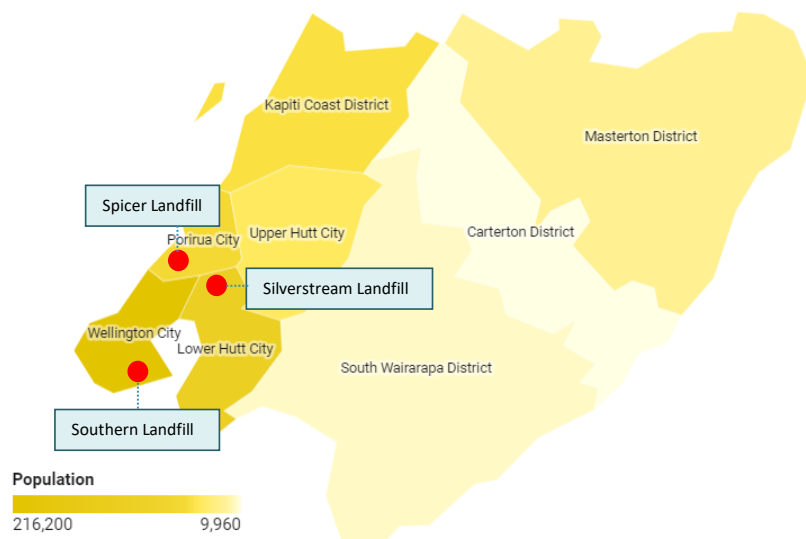 Kapiti Coast District
Masterton District
Spicer Landfill
Porirua City
Upper Hutt City
Carterton District
Silverstream Landfill
Wellington City
Lower Hutt City
South Wairarapa District
Southern Landfill
Population
216,200
9,960